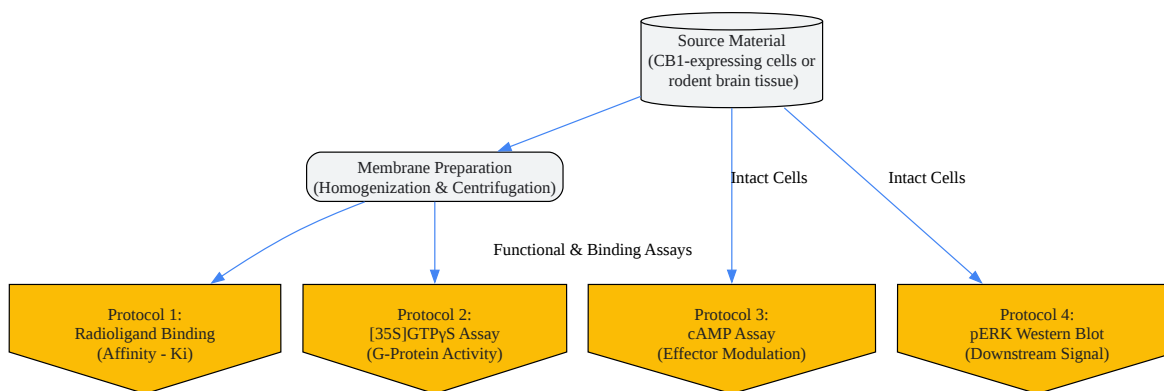 Source Material
(CB1-expressing cells or
rodent brain tissue)
Membrane Preparation
(Homogenization & Centrifugation)
Intact Cells
Intact Cells
Functional & Binding Assays
Protocol 1:
Radioligand Binding
(Affinity - Ki)
Protocol 2:
[35S]GTPγS Assay
(G-Protein Activity)
Protocol 3:
cAMP Assay
(Effector Modulation)
Protocol 4:
pERK Western Blot
(Downstream Signal)